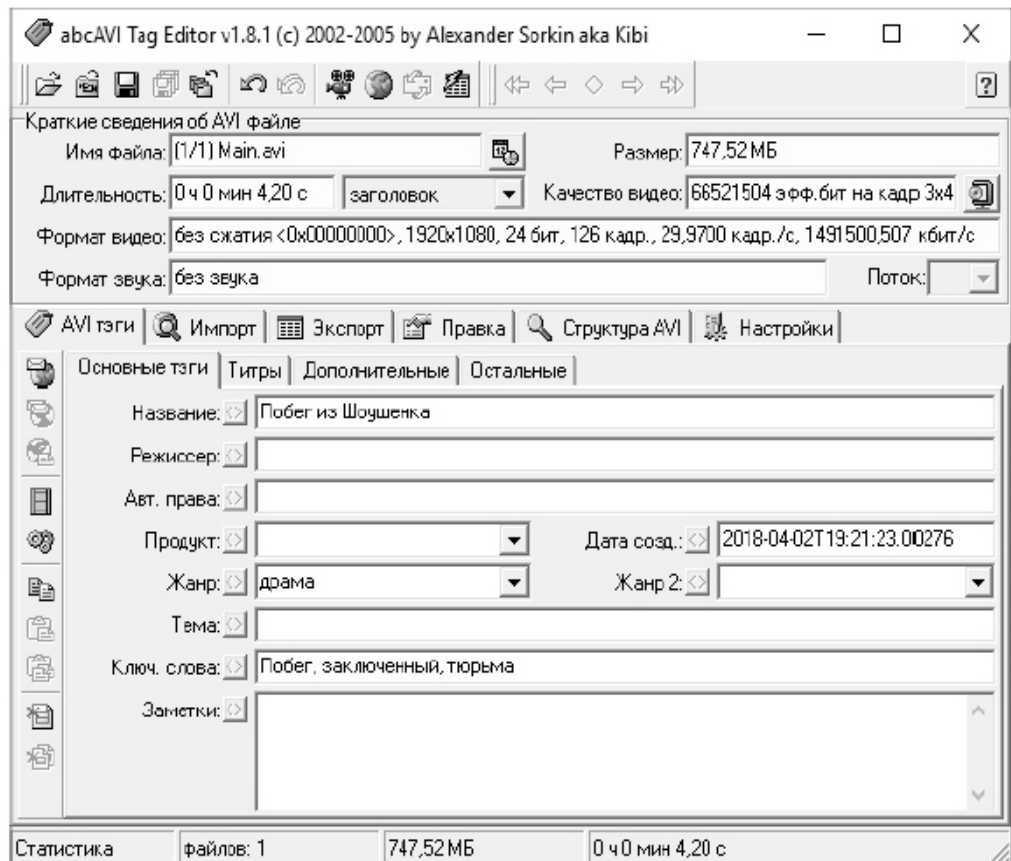 abcAVI Tag Editor v1.8.1 (c) 2002-2005 by Alexander Sorkin aka Kibi
Краткие сведения об AVI файле
Имя файла: (1/1) Main.avi Размер: 747,52 МБ
Длительность: 0 ч 0 мин 4,20 с заголовок Качество видео: 66521504 эфф.бит на кадр 3x4
Формат видео: без сжатия <0x00000000>, 1920x1080, 24 бит, 126 кадр., 29,9700 кадр./с, 1491500,507 кбит/с
Формат звука: без звука Поток:
AVI тэги Импорт Экспорт Правка Структура AVI Настройки
Основные тэги Титры Дополнительные Остальные
Название: <> Побег из Шоушенка
Режиссер: <>
Авт. права: <>
Продукт: <> Дата созд.: <> 2018-04-02T19:21:23.00276
Жанр: <> драма Жанр 2: <>
Тема: <>
Ключ. слова: <> Побег, заключенный, тюрьма
Заметки: <>
Статистика файлов: 1 747,52 МБ 0 ч 0 мин 4,20 с